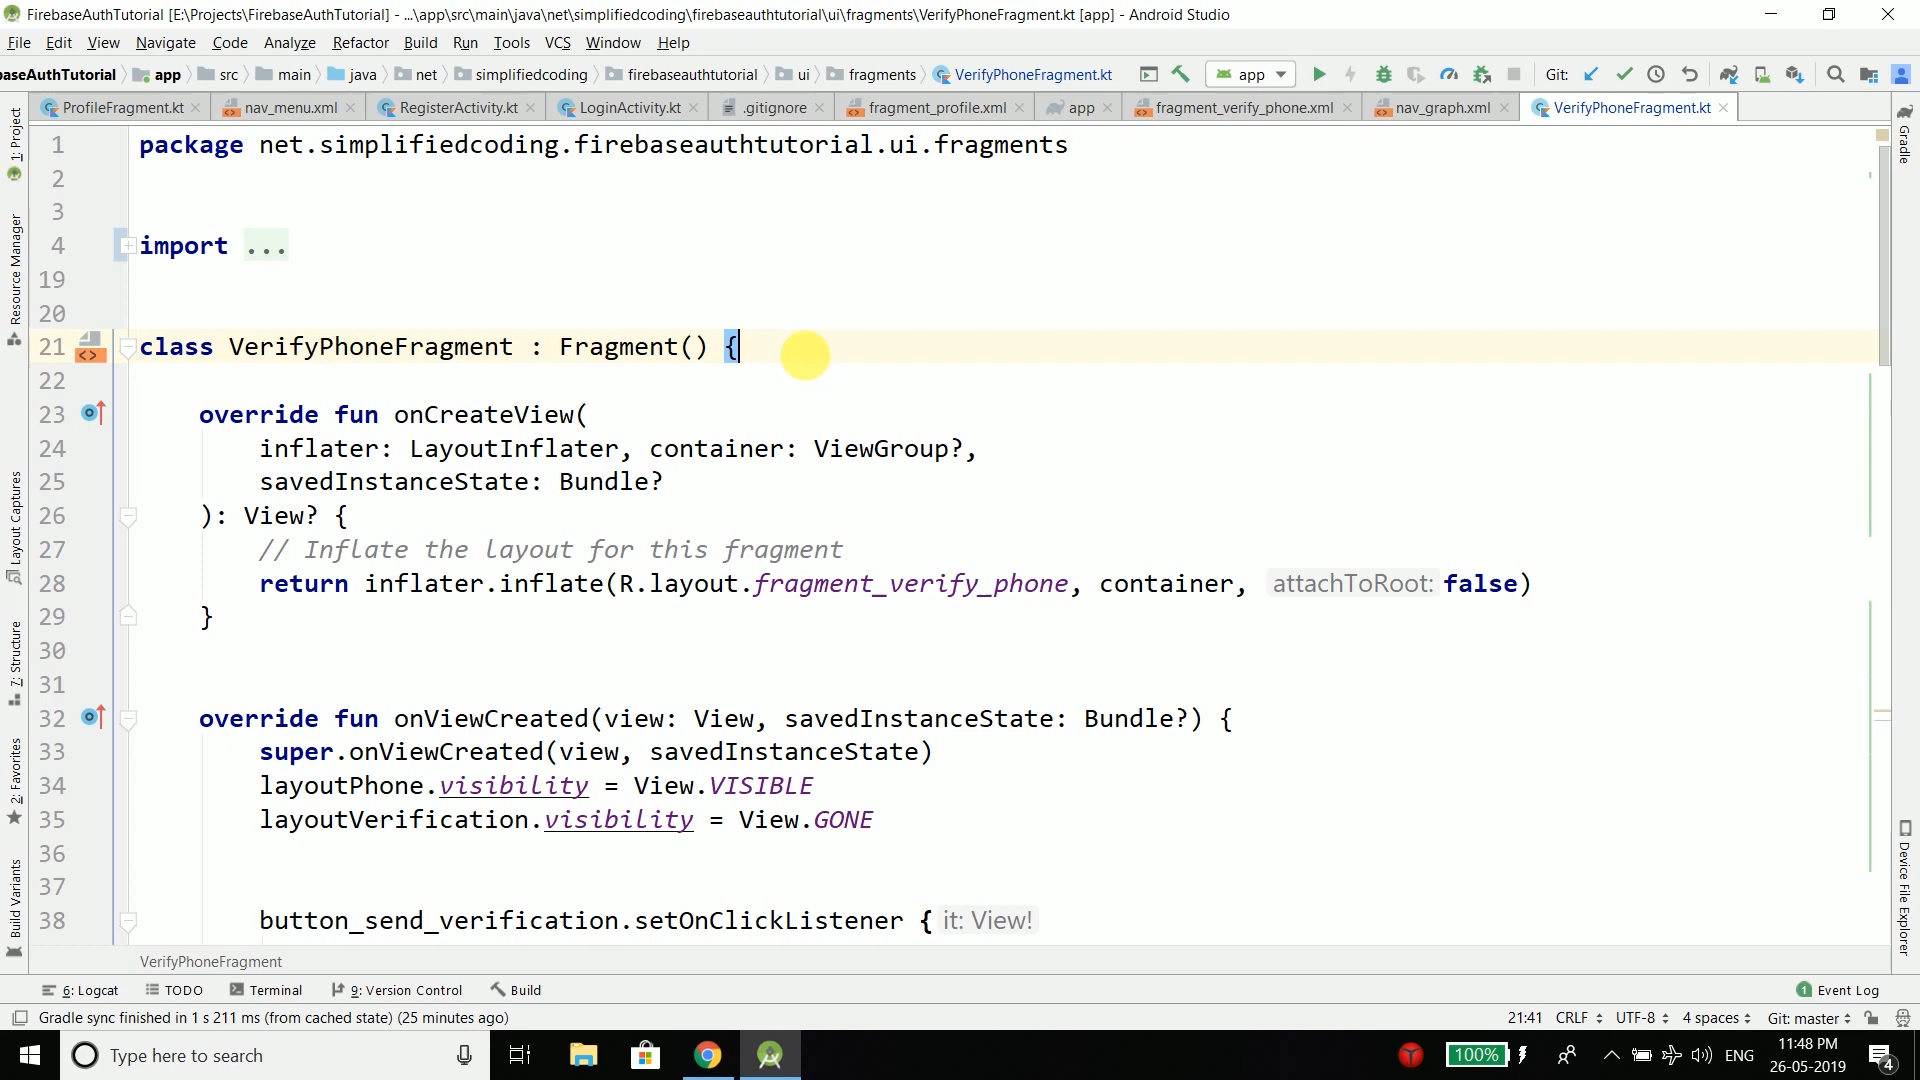 FirebaseAuthTutorial [E:\Projects\FirebaseAuthTutorial] - ...\app\src\main\java\net\simplifiedcoding\firebaseauthtutorial\ui\fragments\VerifyPhoneFragment.kt [app] - Android Studio
File Edit View Navigate Code Analyze Refactor Build Run Tools VCS Window Help
baseAuthTutorial app src main java net simplifiedcoding firebaseauthtutorial ui fragments VerifyPhoneFragment.kt app Git:
ProfileFragment.kt nav_menu.xml RegisterActivity.kt LoginActivity.kt .gitignore fragment_profile.xml app fragment_verify_phone.xml nav_graph.xml VerifyPhoneFragment.kt
1: Project
Resource Manager
Layout Captures
7: Structure
2: Favorites
Build Variants
Gradle
Device File Explorer
1 package net.simplifiedcoding.firebaseauthtutorial.ui.fragments
2
3
4 import ...
19
20
21 class VerifyPhoneFragment : Fragment() {
22
23 override fun onCreateView(
24 inflater: LayoutInflater, container: ViewGroup?,
25 savedInstanceState: Bundle?
26 ): View? {
27 // Inflate the layout for this fragment
28 return inflater.inflate(R.layout.fragment_verify_phone, container, attachToRoot: false)
29 }
30
31
32 override fun onViewCreated(view: View, savedInstanceState: Bundle?) {
33 super.onViewCreated(view, savedInstanceState)
34 layoutPhone.visibility = View.VISIBLE
35 layoutVerification.visibility = View.GONE
36
37
38 button_send_verification.setOnClickListener { it: View!
VerifyPhoneFragment
6: Logcat TODO Terminal 9: Version Control Build 1 Event Log
Gradle sync finished in 1 s 211 ms (from cached state) (25 minutes ago) 21:41 CRLF UTF-8 4 spaces Git: master
Type here to search 100% ENG 11:48 PM
26-05-2019 4